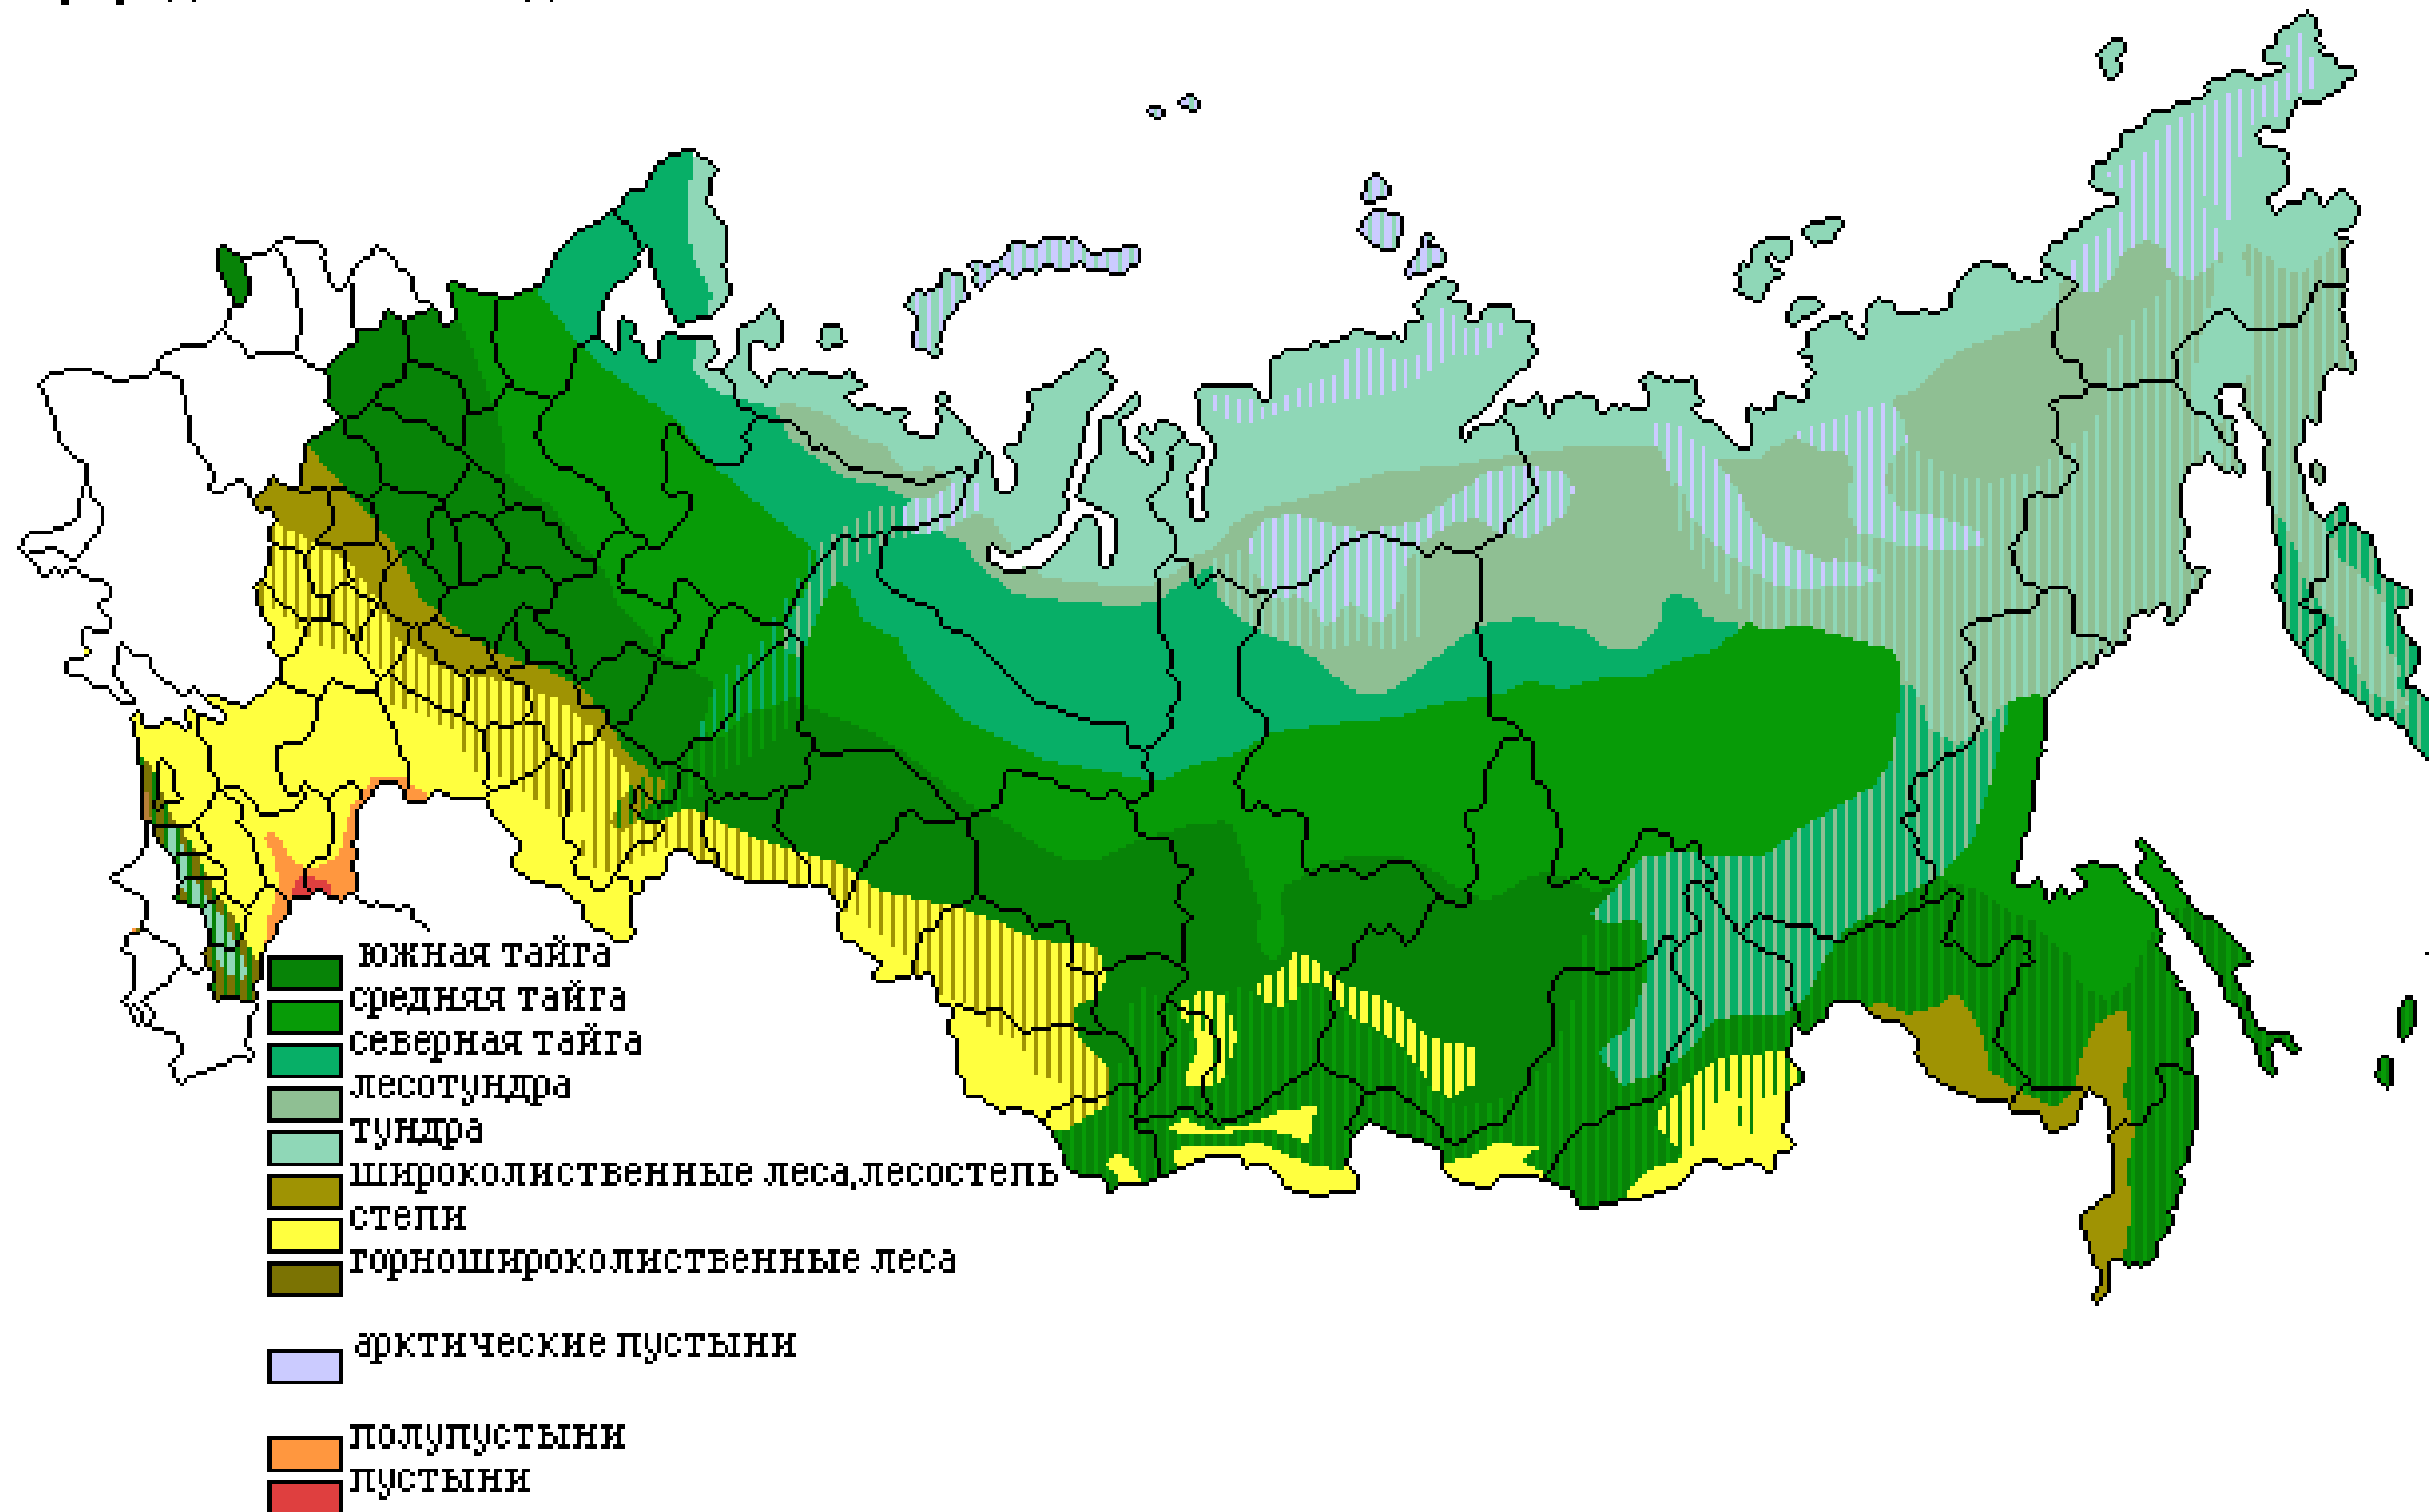 южная тайга
средняя тайга
северная тайга
лесотундра
тундра
широколиственные леса,лесостепь
степи
горношироколиственные леса
арктические пустыни
полупустыни
пустыни